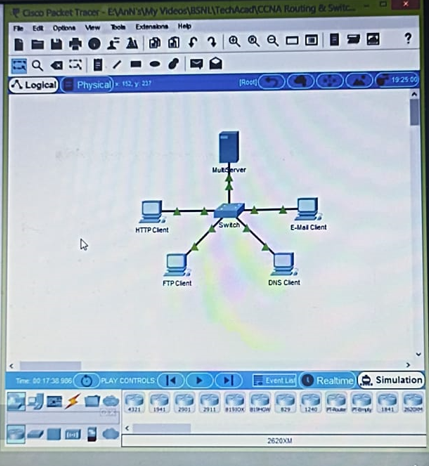 Cisco Packet Tracer - E:\AnN's\My Videos\BSNL\TechAcad\CCNA Routing & Switc...
File Edit Options View Tools Extensions Help
?
Logical Physical x: 112, y: 237 [Root] 19:25:00
MultiServer
HTTP Client
E-Mail Client
Switch
FTP Client
DNS Client
Time: 00:17:30.986 PLAY CONTROLS Event List Realtime Simulation
4321 1941 2901 2911 819IOX 819HGW 829 1240 PT-Router PT-Empty 1841 2620XM
2620XM